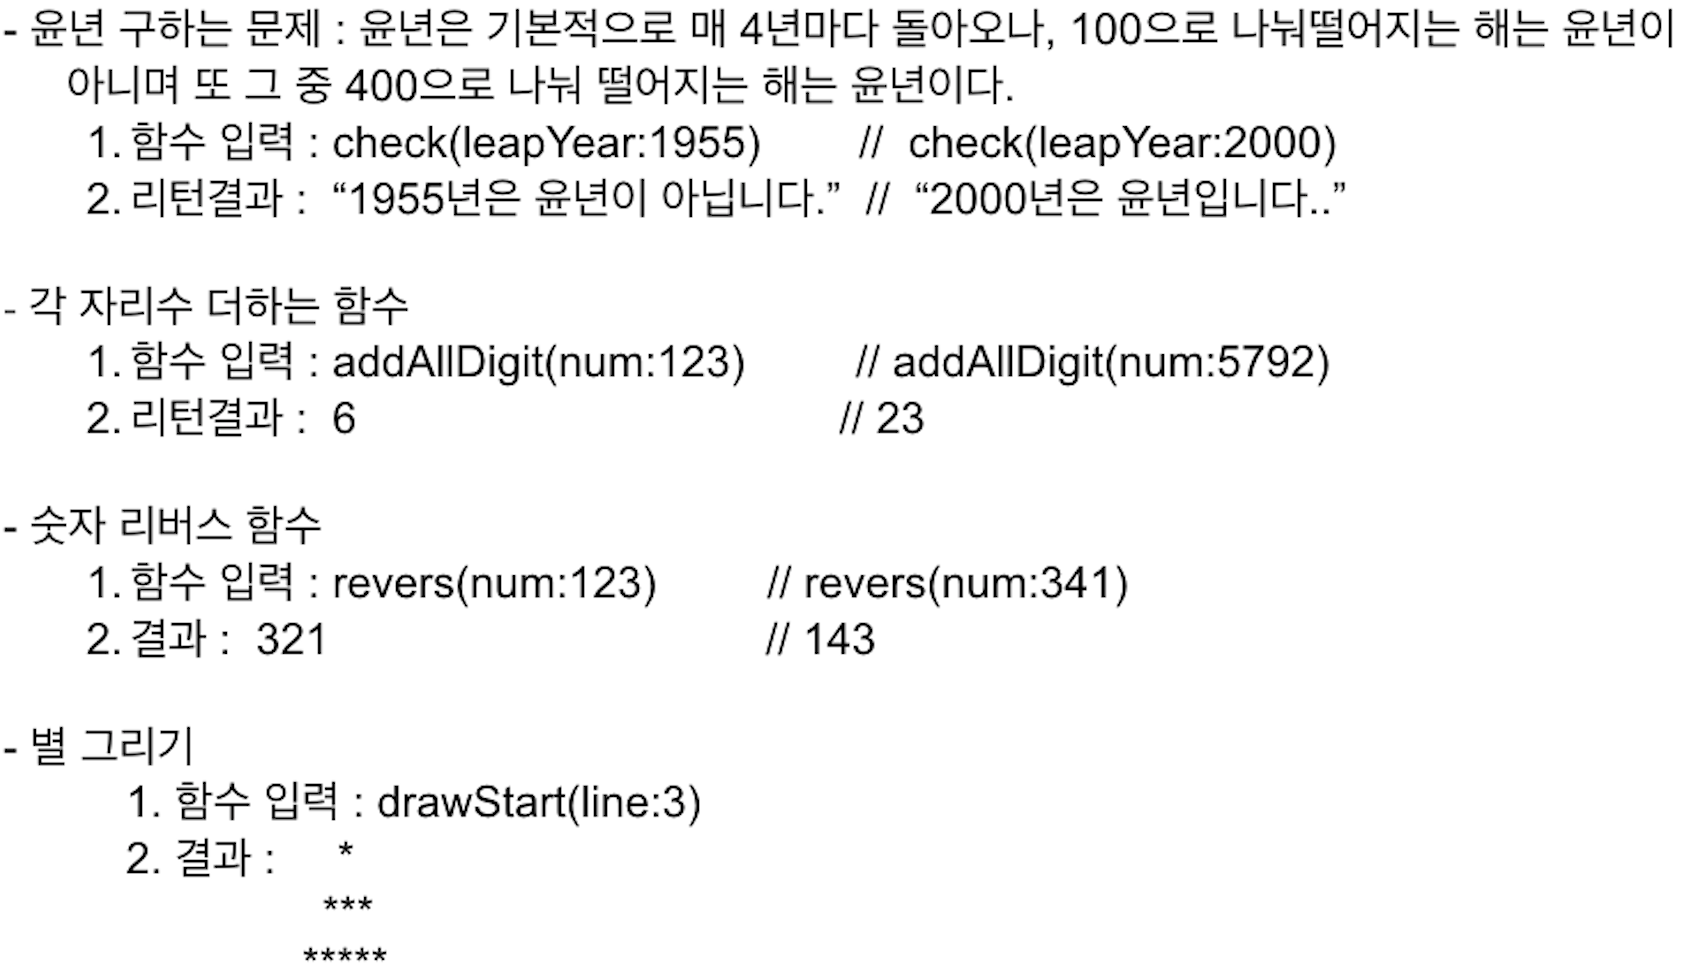 - 윤년 구하는 문제 : 윤년은 기본적으로 매 4년마다 돌아오나, 100으로 나눠떨어지는 해는 윤년이
아니며 또 그 중 400으로 나눠 떨어지는 해는 윤년이다.
1. 함수 입력 : check(leapYear:1955) // check(leapYear:2000)
2. 리턴결과 : “1955년은 윤년이 아닙니다.” // “2000년은 윤년입니다..”
- 각 자리수 더하는 함수
1. 함수 입력 : addAllDigit(num:123) // addAllDigit(num:5792)
2. 리턴결과 : 6 // 23
- 숫자 리버스 함수
1. 함수 입력 : revers(num:123) // revers(num:341)
2. 결과 : 321 // 143
- 별 그리기
1. 함수 입력 : drawStart(line:3)
2. 결과 : *
***
*****